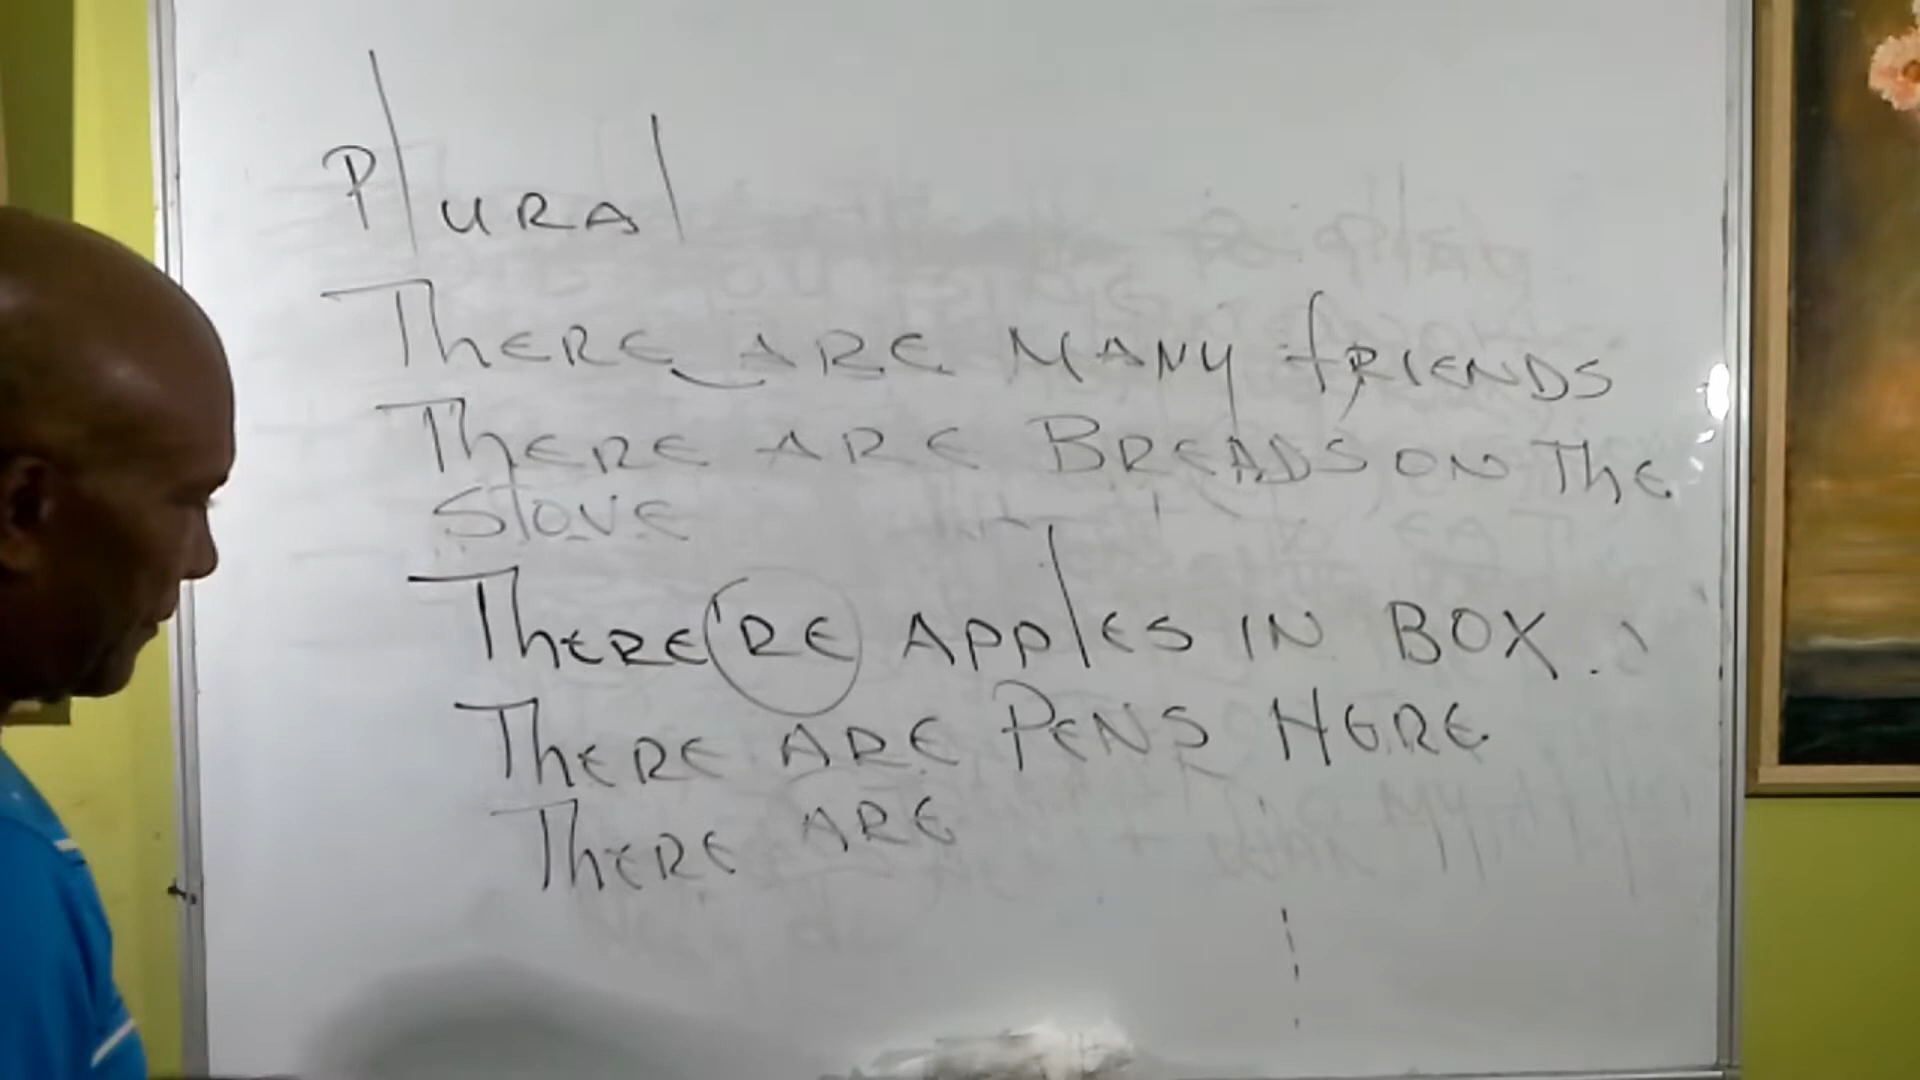 Plural
There are many friends
There are Breads on the
stove
There're apples in box.
There are Pens Here
There are